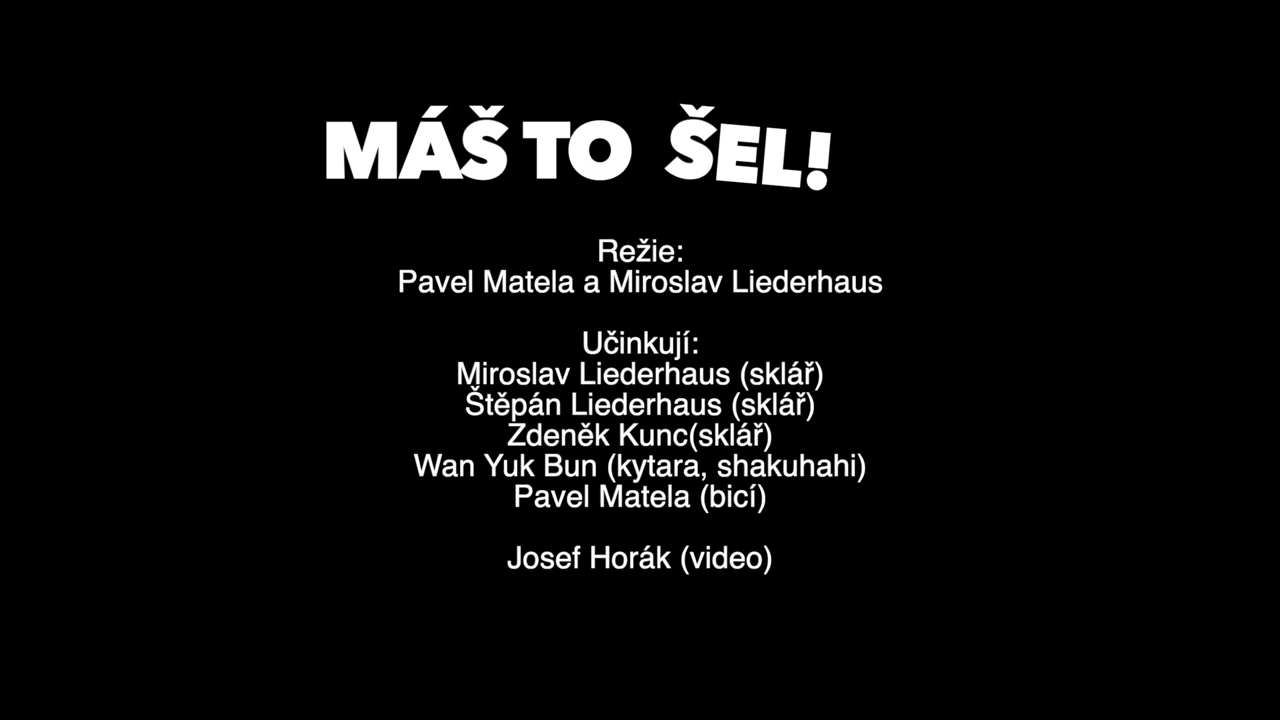 MÁŠ TO ŠEL!
Režie:
Pavel Matela a Miroslav Liederhaus
Učinkují:
Miroslav Liederhaus (sklář)
Štěpán Liederhaus (sklář)
Zdeněk Kunc(sklář)
Wan Yuk Bun (kytara, shakuhahi)
Pavel Matela (bicí)
Josef Horák (video)